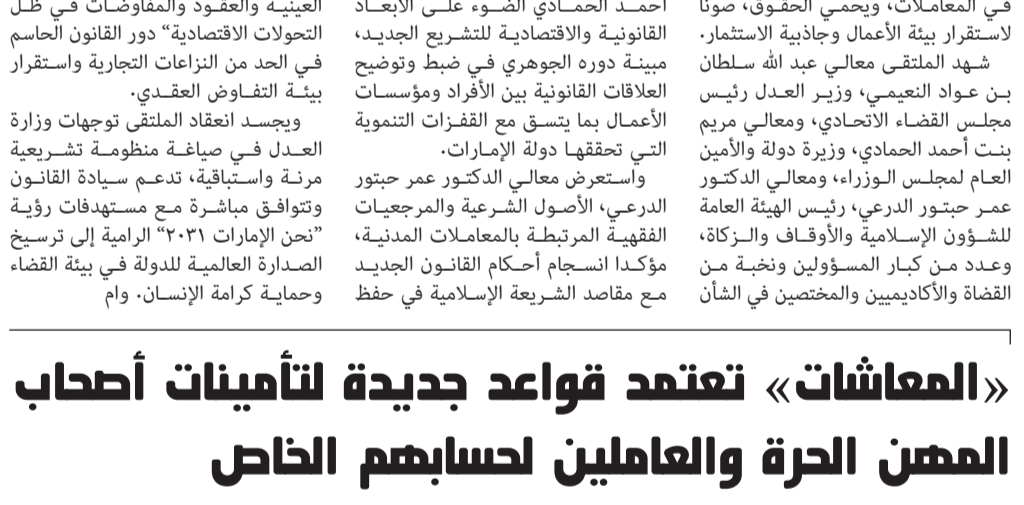 في المعاملات، ويحمي الحقوق، صونا
لاستقرار بيئة الأعمال وجاذبية الاستثمار.
شهد الملتقى معالي عبد الله سلطان
بن عواد النعيمي، وزير العدل رئيس
مجلس القضاء الاتحادي، ومعالي مريم
بنت أحمد الحمادي، وزيرة دولة والأمين
العام لمجلس الوزراء، ومعالي الدكتور
عمر حبتور الدرعي، رئيس الهيئة العامة
للشؤون الإسلامية والأوقاف والزكاة،
وعدد من كبار المسؤولين ونخبة من
القضاة والأكاديميين والمختصين في الشأن
أحمد الحمادي الضوء على الأبعاد
القانونية والاقتصادية للتشريع الجديد،
مبينة دوره الجوهري في ضبط وتوضيح
العلاقات القانونية بين الأفراد ومؤسسات
الأعمال بما يتسق مع القفزات التنموية
التي تحققها دولة الإمارات.
واستعرض معالي الدكتور عمر حبتور
الدرعي، الأصول الشرعية والمرجعيات
الفقهية المرتبطة بالمعاملات المدنية،
مؤكدا انسجام أحكام القانون الجديد
مع مقاصد الشريعة الإسلامية في حفظ
العينية والعقود والمفاوضات في ظل
التحولات الاقتصادية“ دور القانون الحاسم
في الحد من النزاعات التجارية واستقرار
بيئة التفاوض العقدي.
ويجسد انعقاد الملتقى توجهات وزارة
العدل في صياغة منظومة تشريعية
مرنة واستباقية، تدعم سيادة القانون
وتتوافق مباشرة مع مستهدفات رؤية
”نحن الإمارات ٢٠٣١“ الرامية إلى ترسيخ
الصدارة العالمية للدولة في بيئة القضاء
وحماية كرامة الإنسان. وام
«المعاشات» تعتمد قواعد جديدة لتأمينات أصحاب
المهن الحرة والعاملين لحسابهم الخاص